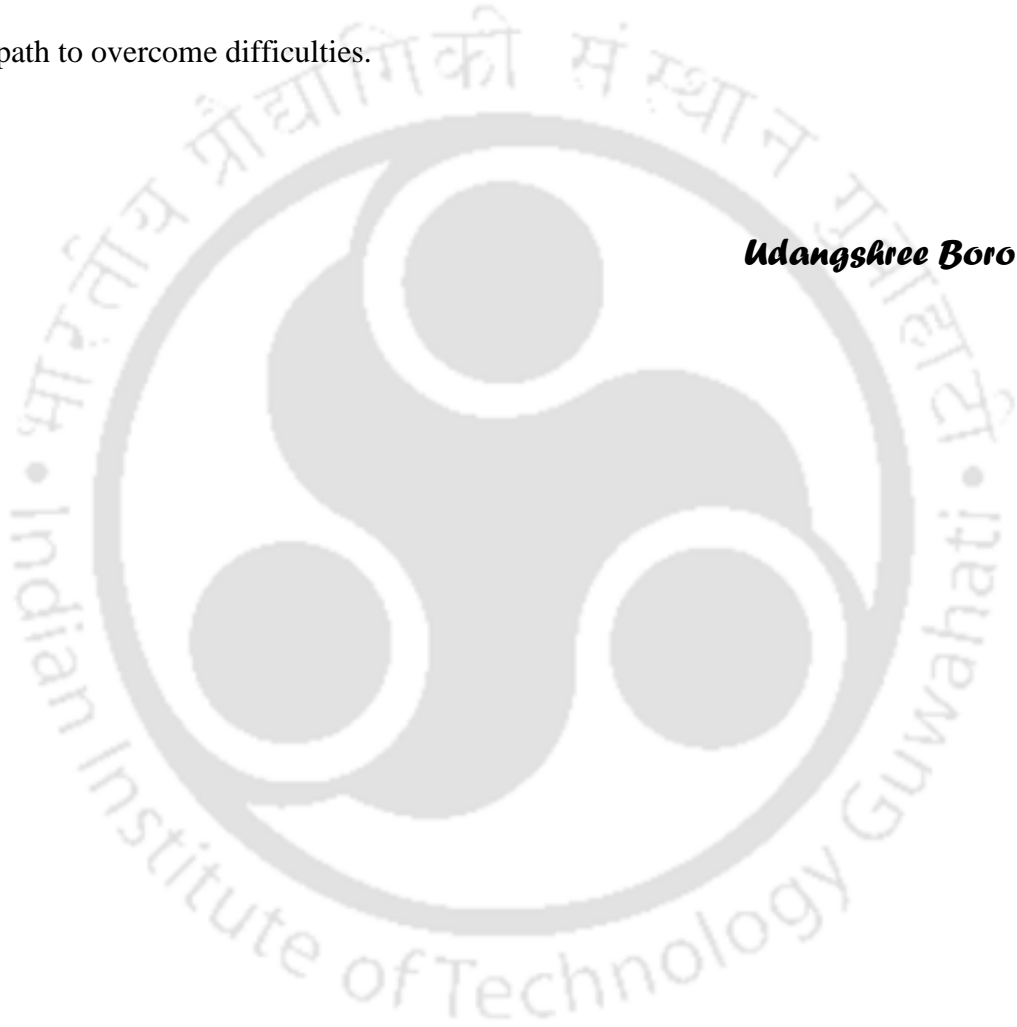 path to overcome difficulties.
Udangshree Boro
भारतीय प्रौद्योगिकी संस्थान गुवाहाटी
• Indian Institute of Technology Guwahati •